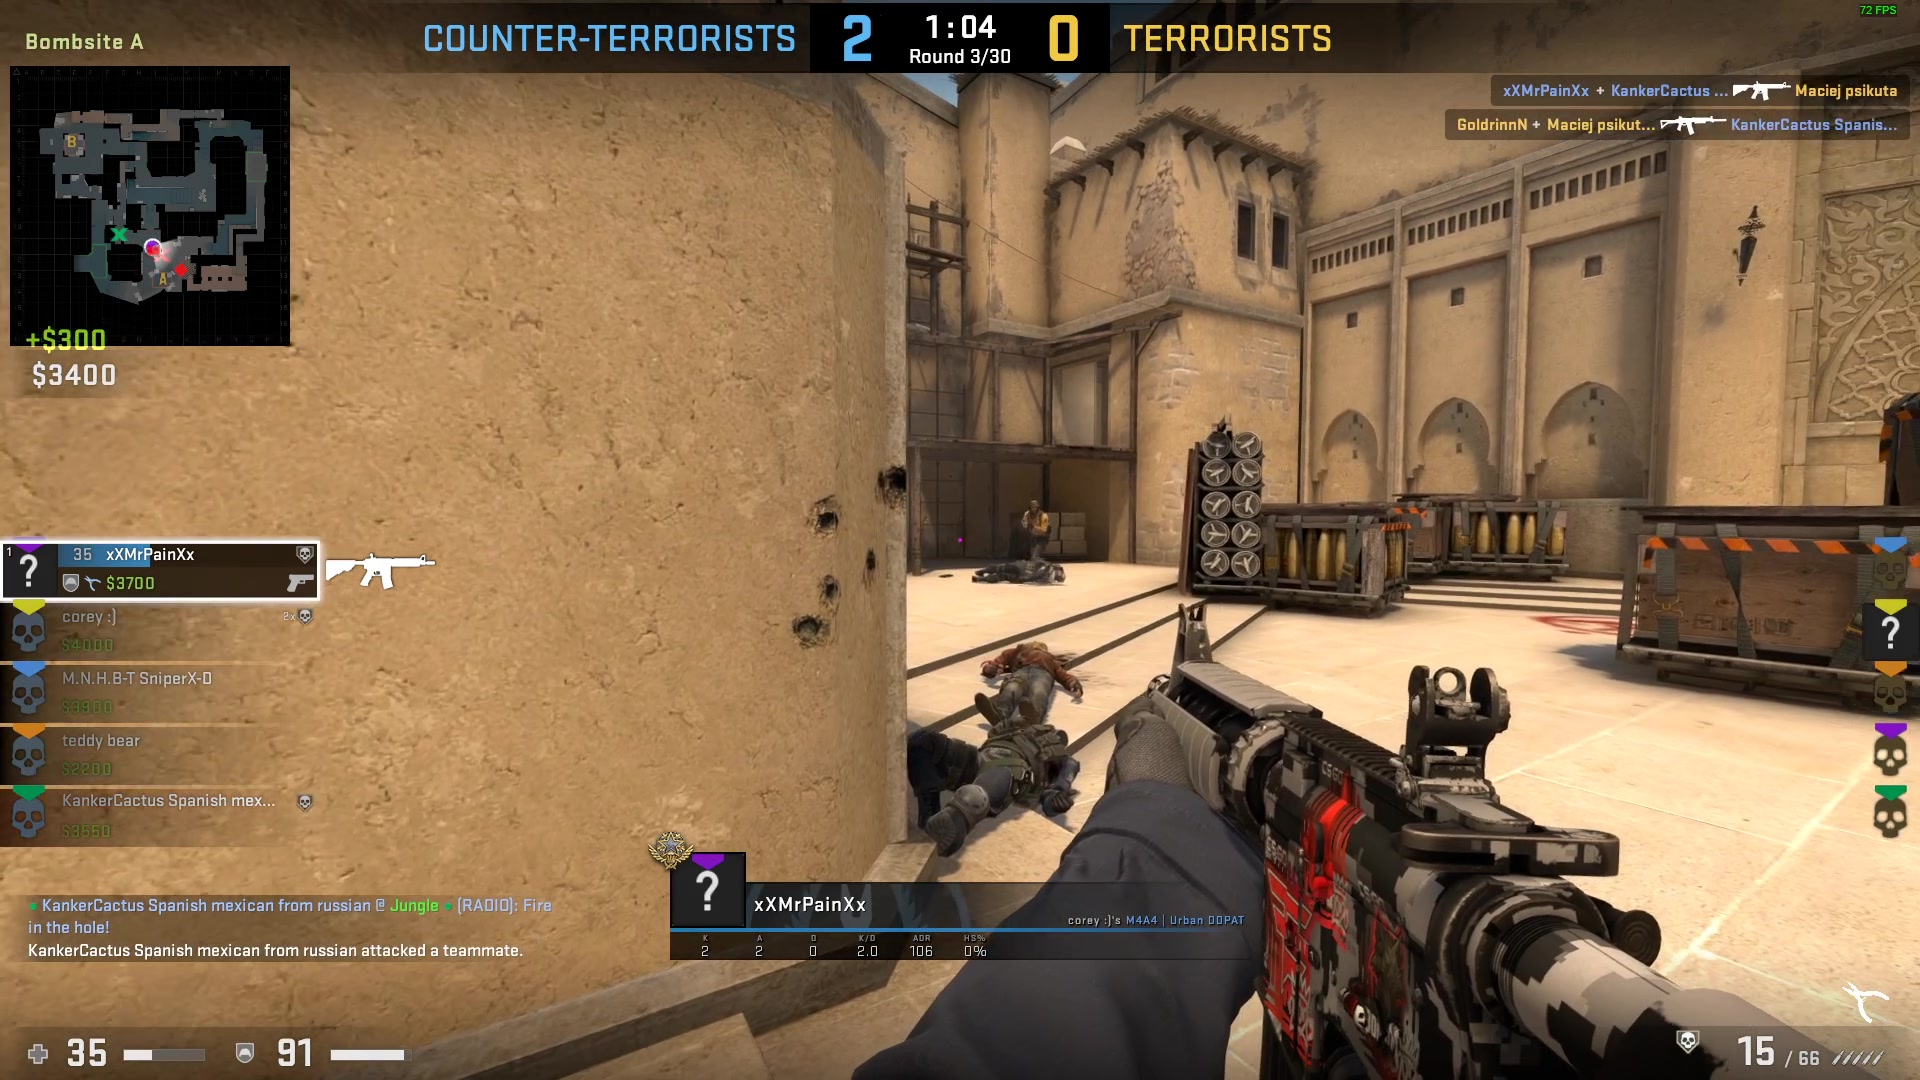 72 FPS
Bombsite A
COUNTER-TERRORISTS 2 1:04 0 TERRORISTS
Round 3/30
xXMrPainXx + KankerCactus ... Maciej psikuta
GoldrinnN + Maciej psikut... KankerCactus Spanis...
B
A
+$300
$3400
1 ? 35 xXMrPainXx
$3700
corey :)
2x
$4000
M.N.H.B-T SniperX-D
$3900
teddy bear
$2200
KankerCactus Spanish mex...
$3550
?
KankerCactus Spanish mexican from russian @ Jungle (RADIO): Fire
in the hole!
KankerCactus Spanish mexican from russian attacked a teammate.
?
xXMrPainXx
corey :)'s M4A4 | Urban DDPAT
K A D K/D ADR HS%
2 2 0 2.0 106 0%
35 91
15 / 66